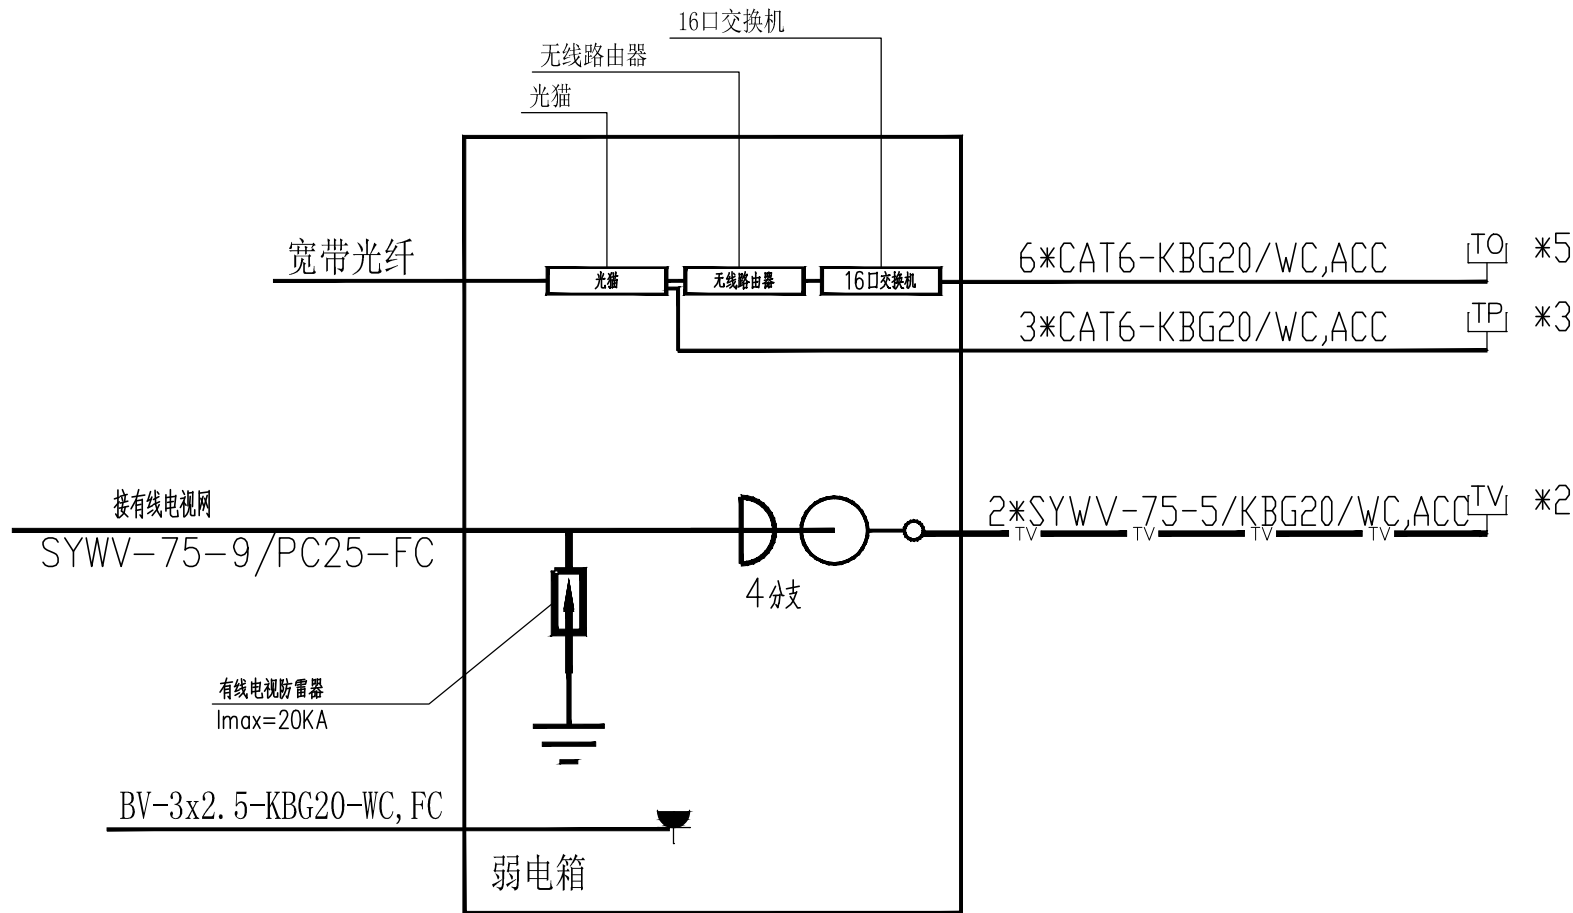 16口交换机
无线路由器
光猫
宽带光纤
光猫
无线路由器
16口交换机
6*CAT6-KBG20/WC,ACC
TO *5
3*CAT6-KBG20/WC,ACC
TP *3
接有线电视网
SYWV-75-9/PC25-FC
2*SYWV-75-5/KBG20/WC,ACC
TV *2
TV TV TV TV
4分支
有线电视防雷器
Imax=20KA
BV-3x2.5-KBG20-WC,FC
弱电箱